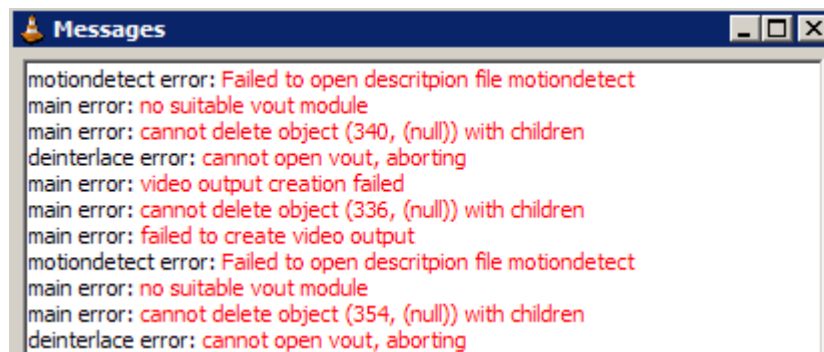 Messages
motiondetect error: Failed to open descritpion file motiondetect
main error: no suitable vout module
main error: cannot delete object (340, (null)) with children
deinterlace error: cannot open vout, aborting
main error: video output creation failed
main error: cannot delete object (336, (null)) with children
main error: failed to create video output
motiondetect error: Failed to open descritpion file motiondetect
main error: no suitable vout module
main error: cannot delete object (354, (null)) with children
deinterlace error: cannot open vout, aborting